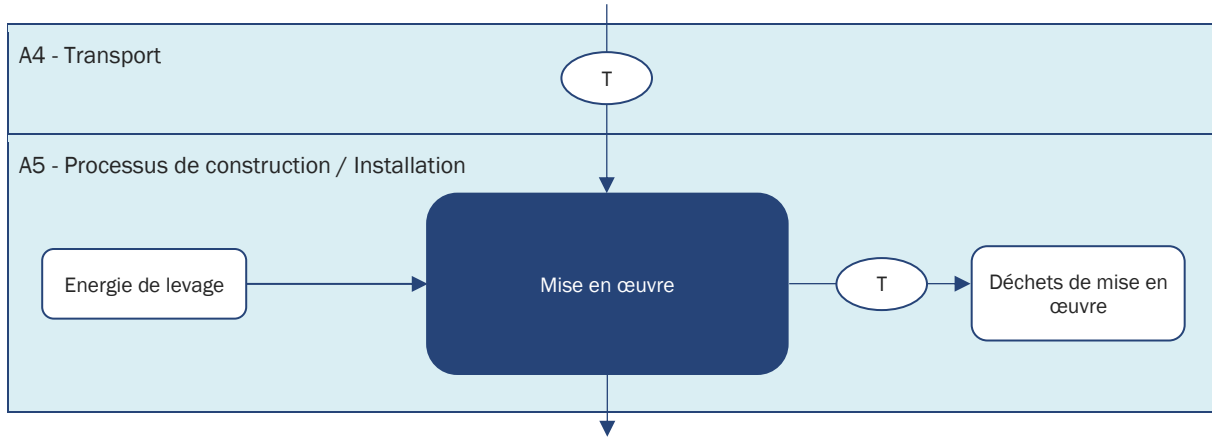 A4 - Transport
T
A5 - Processus de construction / Installation
Energie de levage
Mise en œuvre
T
Déchets de mise en
œuvre